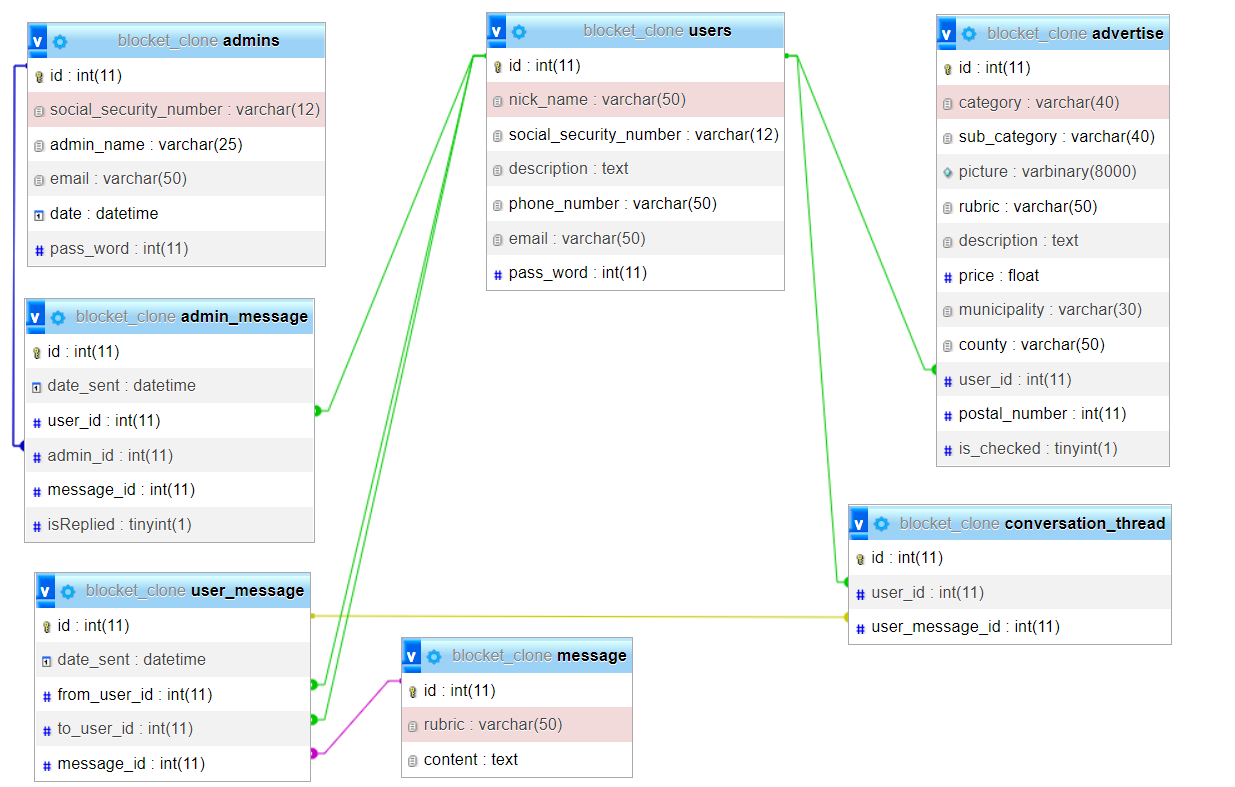 v blocket_clone admins
id : int(11)
social_security_number : varchar(12)
admin_name : varchar(25)
email : varchar(50)
date : datetime
pass_word : int(11)
v blocket_clone users
id : int(11)
nick_name : varchar(50)
social_security_number : varchar(12)
description : text
phone_number : varchar(50)
email : varchar(50)
pass_word : int(11)
v blocket_clone advertise
id : int(11)
category : varchar(40)
sub_category : varchar(40)
picture : varbinary(8000)
rubric : varchar(50)
description : text
price : float
municipality : varchar(30)
county : varchar(50)
user_id : int(11)
postal_number : int(11)
is_checked : tinyint(1)
v blocket_clone admin_message
id : int(11)
date_sent : datetime
user_id : int(11)
admin_id : int(11)
message_id : int(11)
isReplied : tinyint(1)
v blocket_clone conversation_thread
id : int(11)
user_id : int(11)
user_message_id : int(11)
v blocket_clone user_message
id : int(11)
date_sent : datetime
from_user_id : int(11)
to_user_id : int(11)
message_id : int(11)
v blocket_clone message
id : int(11)
rubric : varchar(50)
content : text